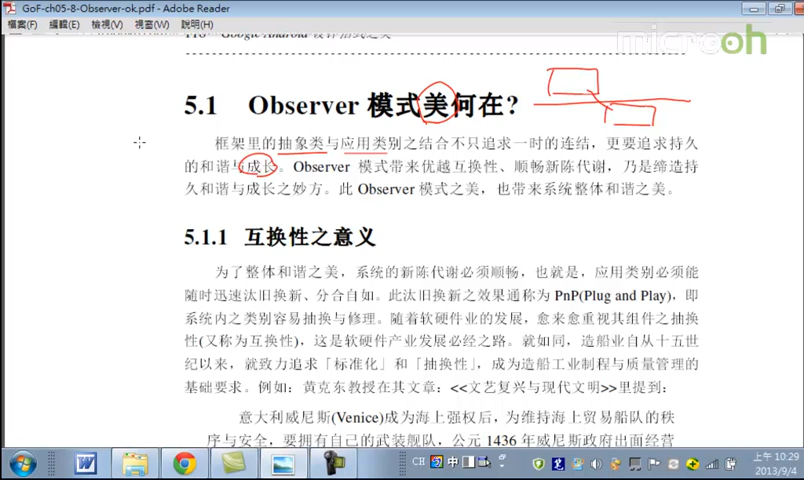 GoF-ch05-8-Observer-ok.pdf - Adobe Reader
檔案(F) 編輯(E) 檢視(V) 視窗(W) 說明(H)
microoh
116 Google Android 设计招式之美
5.1 Observer 模式美何在?
框架里的抽象类与应用类别之结合不只追求一时的连结，更要追求持久
的和谐与成长。Observer 模式带来优越互换性、顺畅新陈代谢，乃是缔造持
久和谐与成长之妙方。此 Observer 模式之美，也带来系统整体和谐之美。
5.1.1 互换性之意义
为了整体和谐之美，系统的新陈代谢必须顺畅，也就是，应用类别必须能
随时迅速汰旧换新、分合自如。此汰旧换新之效果通称为 PnP(Plug and Play)，即
系统内之类别容易抽换与修理。随着软硬件业的发展，愈来愈重视其组件之抽换
性(又称为互换性)，这是软硬件产业发展必经之路。就如同，造船业自从十五世
纪以来，就致力追求「标准化」和「抽换性」，成为造船工业制程与质量管理的
基础要求。例如：黄克东教授在其文章：<<文艺复兴与现代文明>>里提到：
意大利威尼斯(Venice)成为海上强权后，为维持海上贸易船队的秩
序与安全，要拥有自己的武装舰队，公元 1436 年威尼斯政府出面经营
CH 中
上午 10:29
2013/9/4